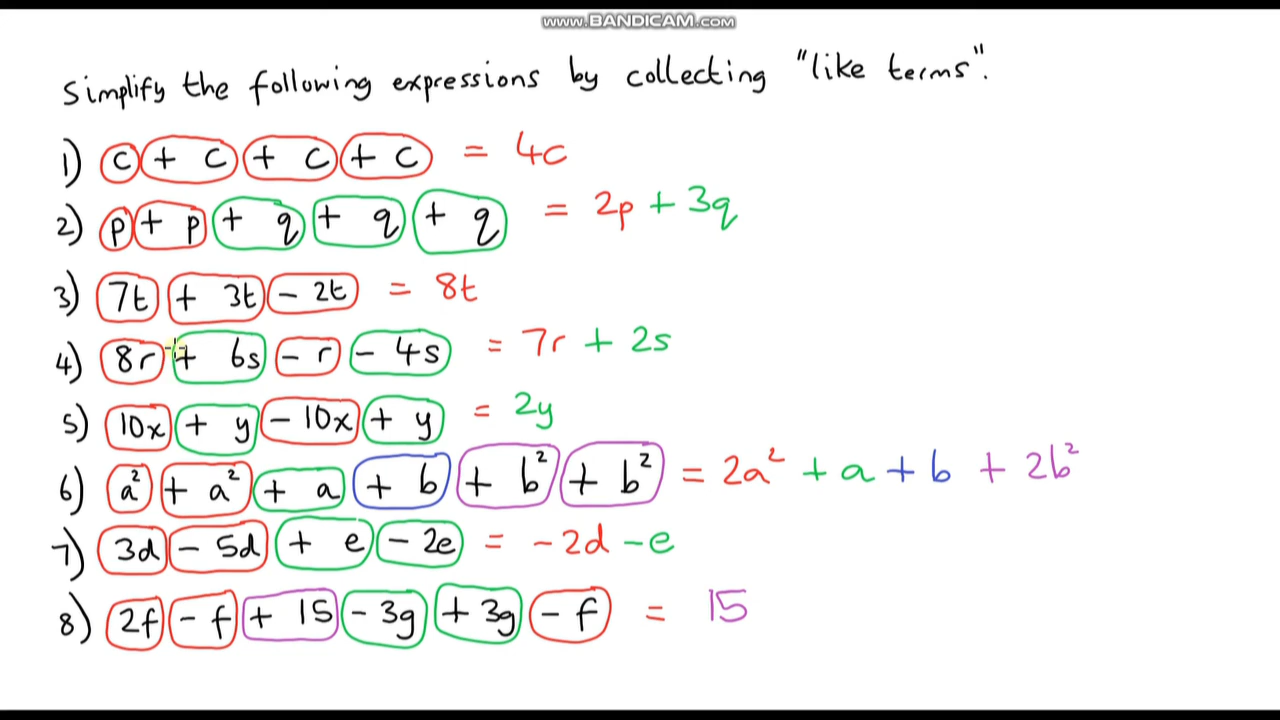 www.BANDICAM.com
Simplify the following expressions by collecting "like terms".
1) c + c + c + c = 4c
2) p + p + q + q + q = 2p + 3q
3) 7t + 3t - 2t = 8t
4) 8r + 6s - r - 4s = 7r + 2s
5) 10x + y - 10x + y = 2y
6) a² + a² + a + b + b² + b² = 2a² + a + b + 2b²
7) 3d - 5d + e - 2e = -2d - e
8) 2f - f + 15 - 3g + 3g - f = 15